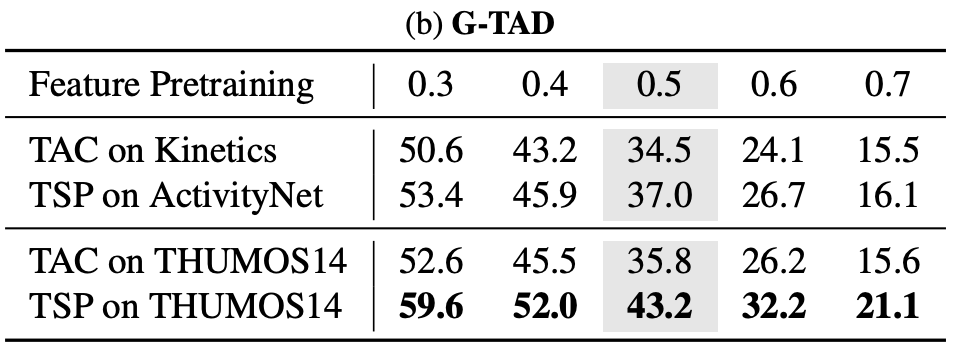 (b) G-TAD
Feature Pretraining 0.3 0.4 0.5 0.6 0.7
TAC on Kinetics 50.6 43.2 34.5 24.1 15.5
TSP on ActivityNet 53.4 45.9 37.0 26.7 16.1
TAC on THUMOS14 52.6 45.5 35.8 26.2 15.6
TSP on THUMOS14 59.6 52.0 43.2 32.2 21.1